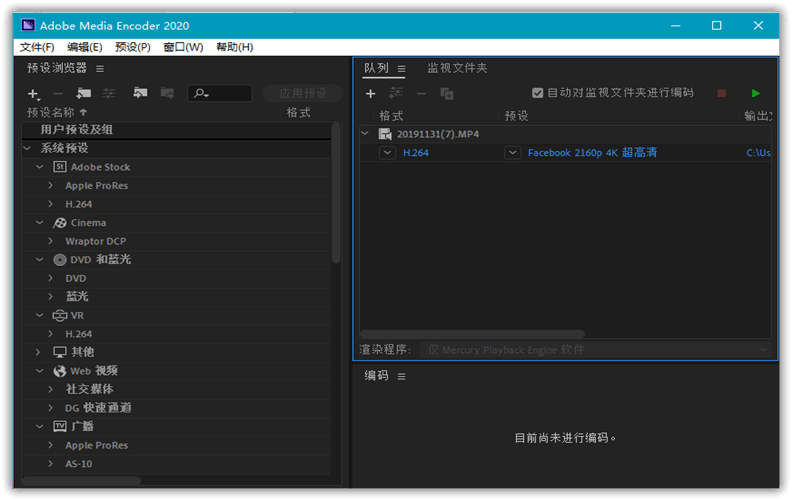 Adobe Media Encoder 2020
文件(F) 编辑(E) 预设(P) 窗口(W) 帮助(H)
预设浏览器
应用预设
预设名称 格式
用户预设及组
系统预设
St Adobe Stock
Apple ProRes
H.264
Cinema
Wraptor DCP
DVD 和蓝光
DVD
蓝光
VR
H.264
其他
Web 视频
社交媒体
DG 快速通道
TV 广播
Apple ProRes
AS-10
队列 监视文件夹
自动对监视文件夹进行编码
格式 预设 输出文
20191131(7).MP4
H.264 Facebook 2160p 4K 超高清 C:\Us
渲染程序: 仅 Mercury Playback Engine 软件
编码
目前尚未进行编码。